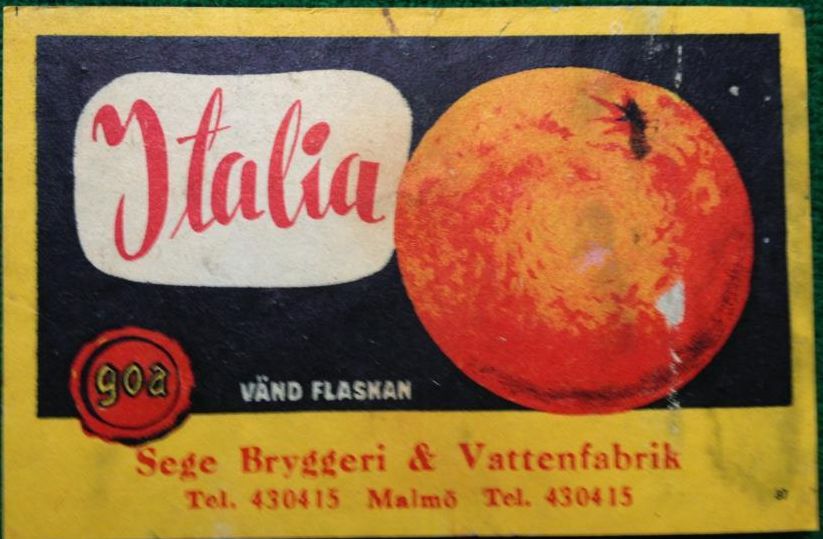 Italia
goa
VÄND FLASKAN
Sege Bryggeri & Vattenfabrik
Tel. 430415 Malmö Tel. 430415